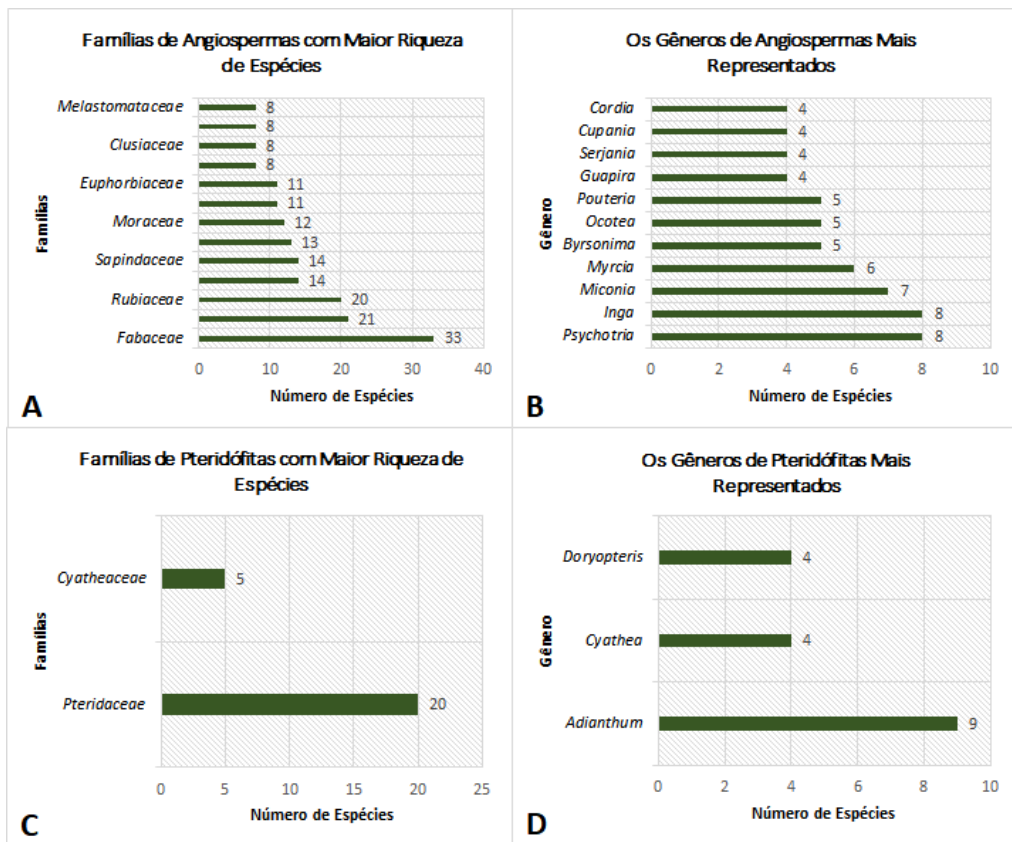 Famílias de Angiospermas com Maior Riqueza
de Espécies
Famílias
Melastomataceae
8
8
Clusiaceae
8
8
Euphorbiaceae
11
11
Moraceae
12
13
Sapindaceae
14
14
Rubiaceae
20
21
Fabaceae
33
0 10 20 30 40
Número de Espécies
A
Os Gêneros de Angiospermas Mais
Representados
Gênero
Cordia 4
Cupania 4
Serjania 4
Guapira 4
Pouteria 5
Ocotea 5
Byrsonima 5
Myrcia 6
Miconia 7
Inga 8
Psychotria 8
0 2 4 6 8 10
Número de Espécies
B
Famílias de Pteridófitas com Maior Riqueza de
Espécies
Famílias
Cyatheaceae 5
Pteridaceae 20
0 5 10 15 20 25
Número de Espécies
C
Os Gêneros de Pteridófitas Mais
Representados
Gênero
Doryopteris 4
Cyathea 4
Adianthum 9
0 2 4 6 8 10
Número de Espécies
D